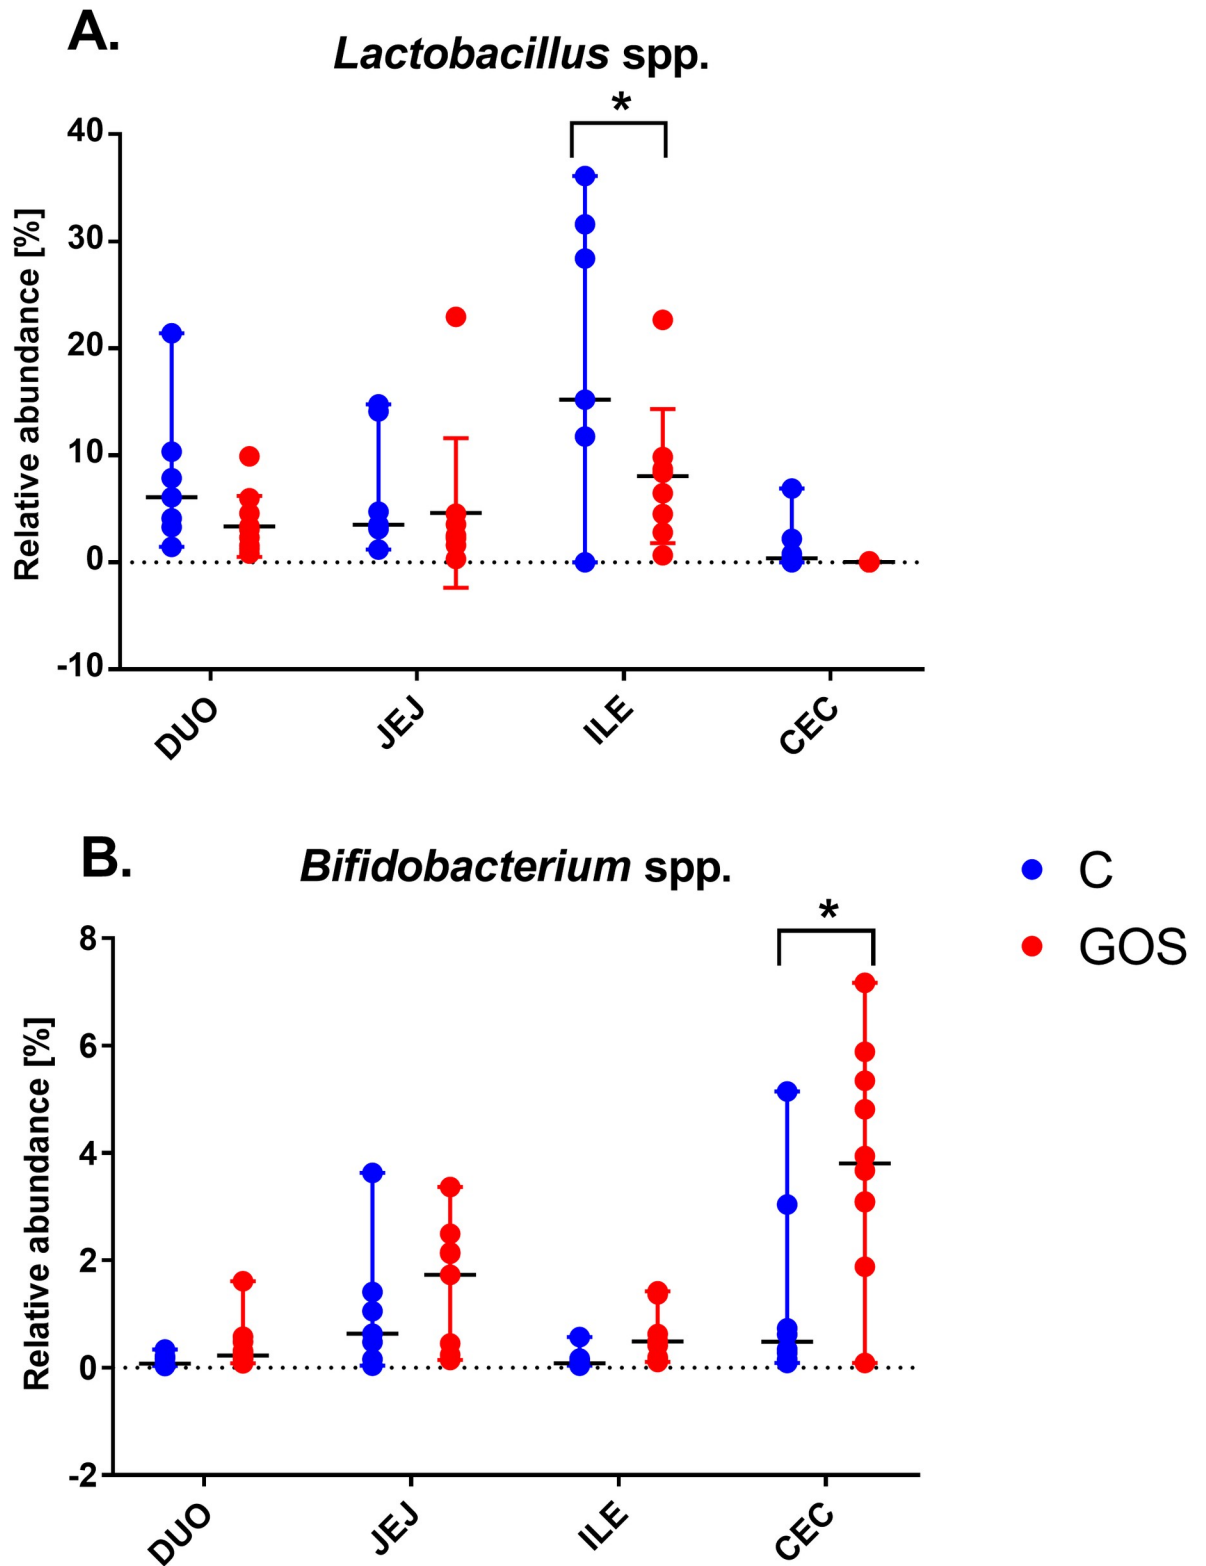 A.
Lactobacillus spp.
*
40
30
20
10
0
-10
Relative abundance [%]
DUO
JEJ
ILE
CEC
B.
Bifidobacterium spp.
*
8
6
4
2
0
-2
Relative abundance [%]
DUO
JEJ
ILE
CEC
C
GOS